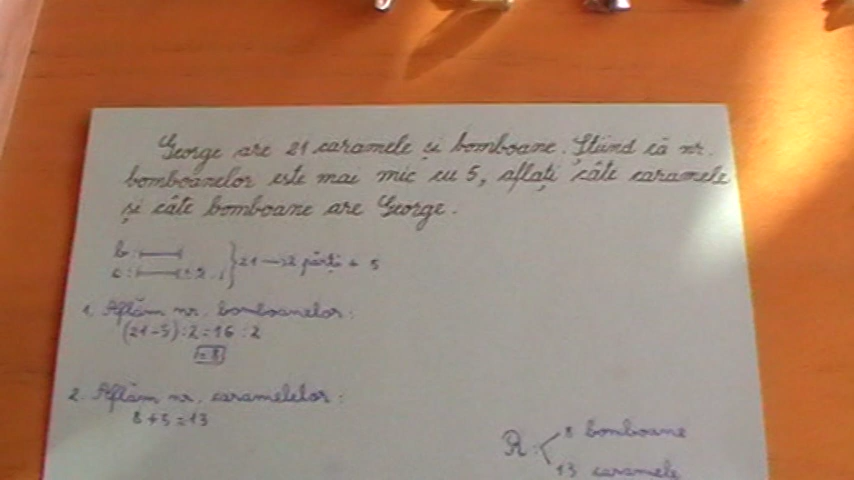 George are 21 caramele și bomboane. Știind că nr.
bomboanelor este mai mic cu 5, aflați câte caramele
și câte bomboane are George.
b:
c: 21 → 2 părți + 5
1. Aflăm nr. bomboanelor:
(21-5):2=16:2
=8
2. Aflăm nr. caramelelor:
8+5=13
R: 8 bomboane
13 caramele